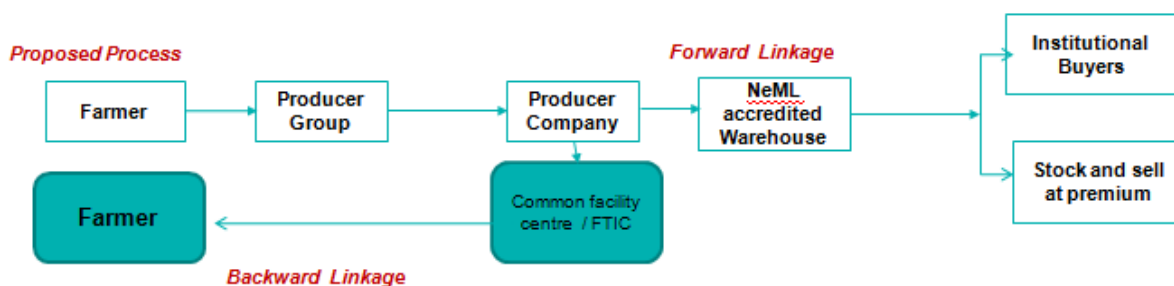 Proposed Process
Forward Linkage
Institutional
Buyers
Farmer
Producer
Group
Producer
Company
NeML
accredited
Warehouse
Stock and sell
at premium
Farmer
Common facility
centre / FTIC
Backward Linkage